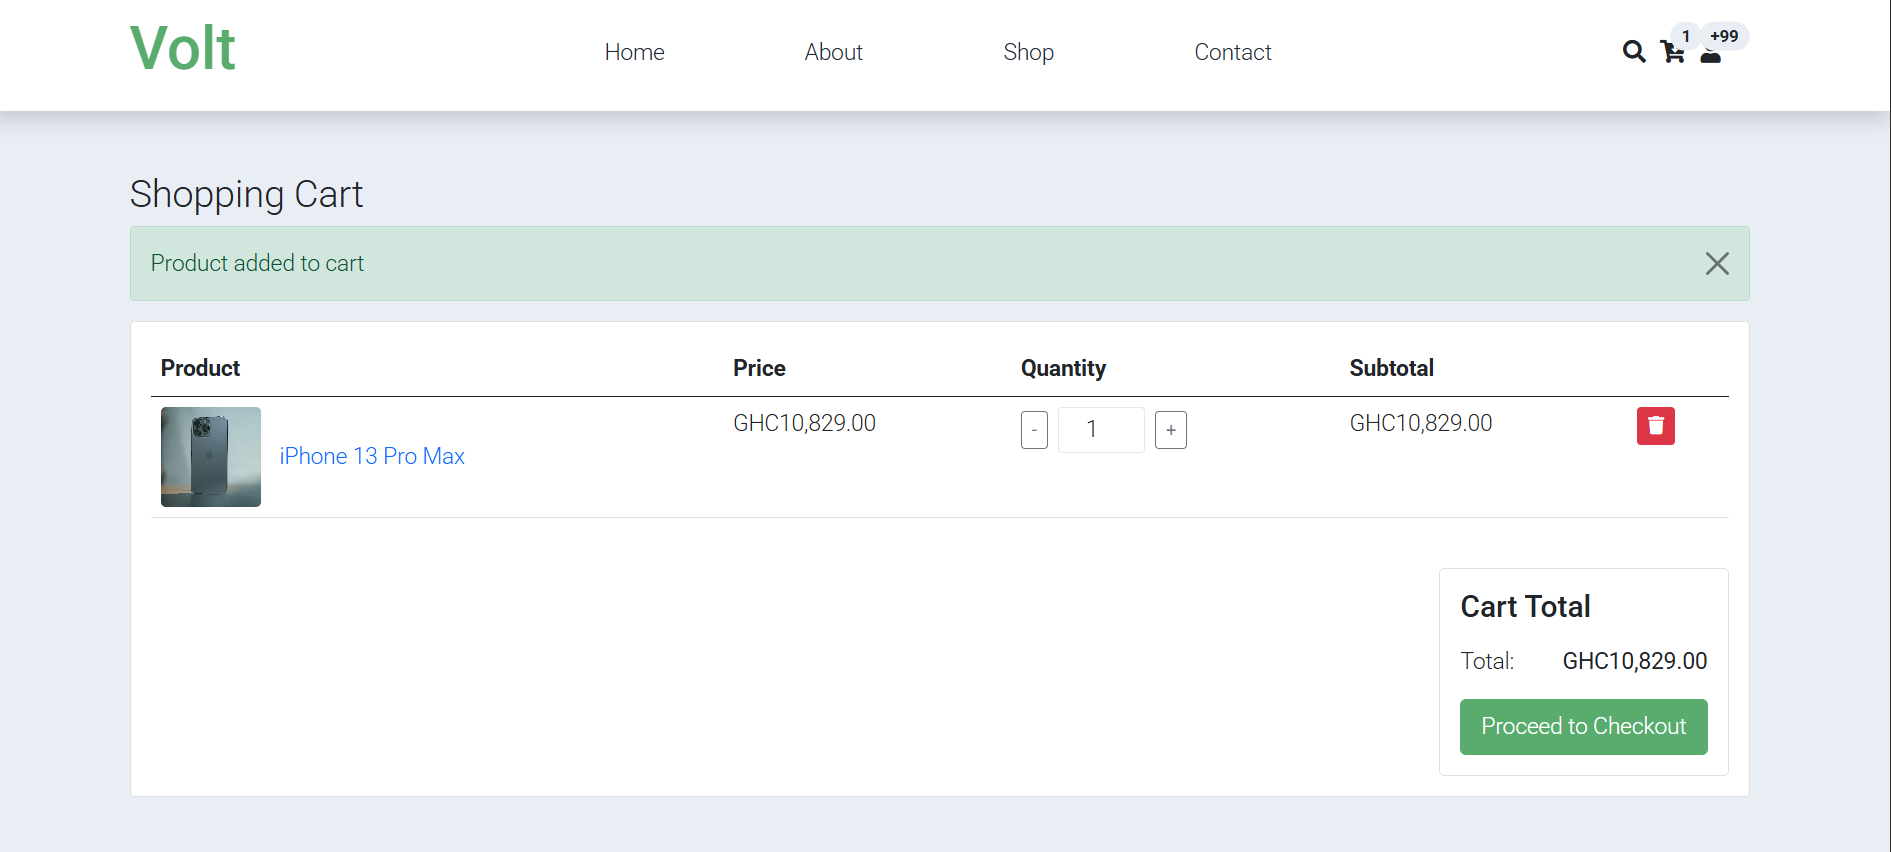 Volt
Home About Shop Contact
1 +99
Shopping Cart
Product added to cart
Product Price Quantity Subtotal
iPhone 13 Pro Max GHC10,829.00 - 1 + GHC10,829.00
Cart Total
Total: GHC10,829.00
Proceed to Checkout